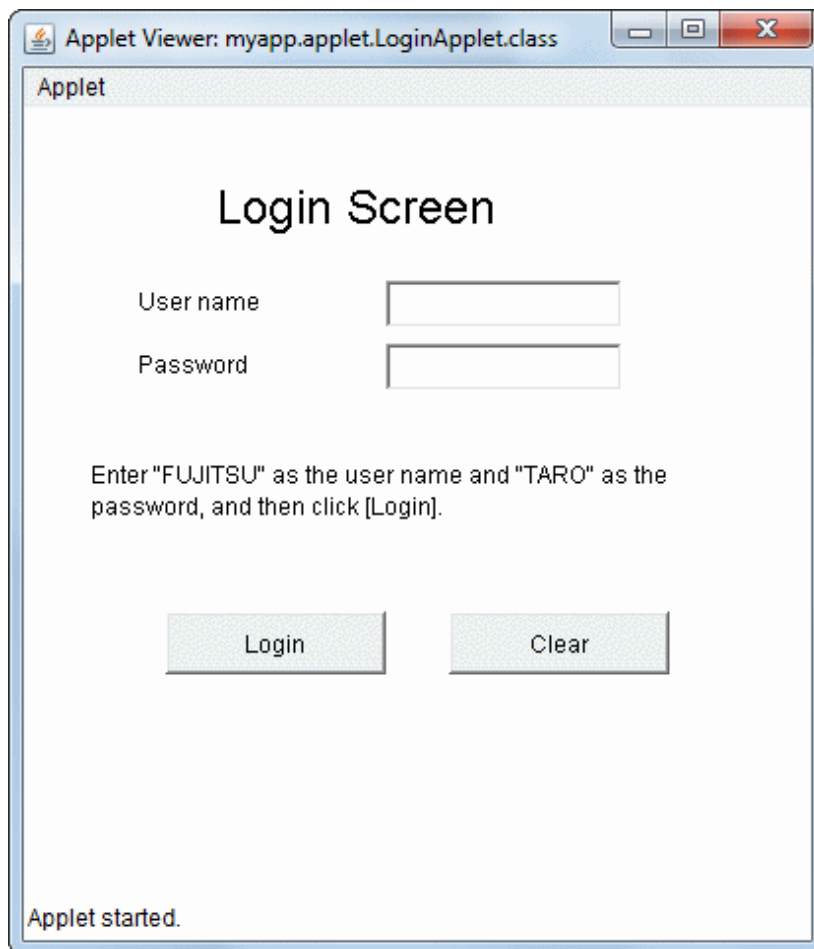 Applet Viewer: myapp.applet.LoginApplet.class
Applet
Login Screen
User name
Password
Enter "FUJITSU" as the user name and "TARO" as the
password, and then click [Login].
Login Clear
Applet started.